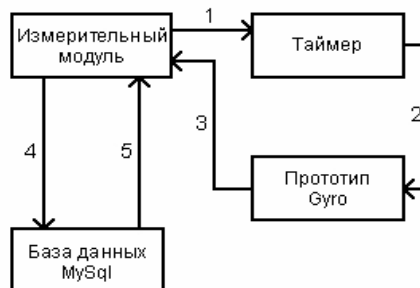 1
Измерительный
модуль
Таймер
2
3
4
5
Прототип
Gyro
База данных
MySql